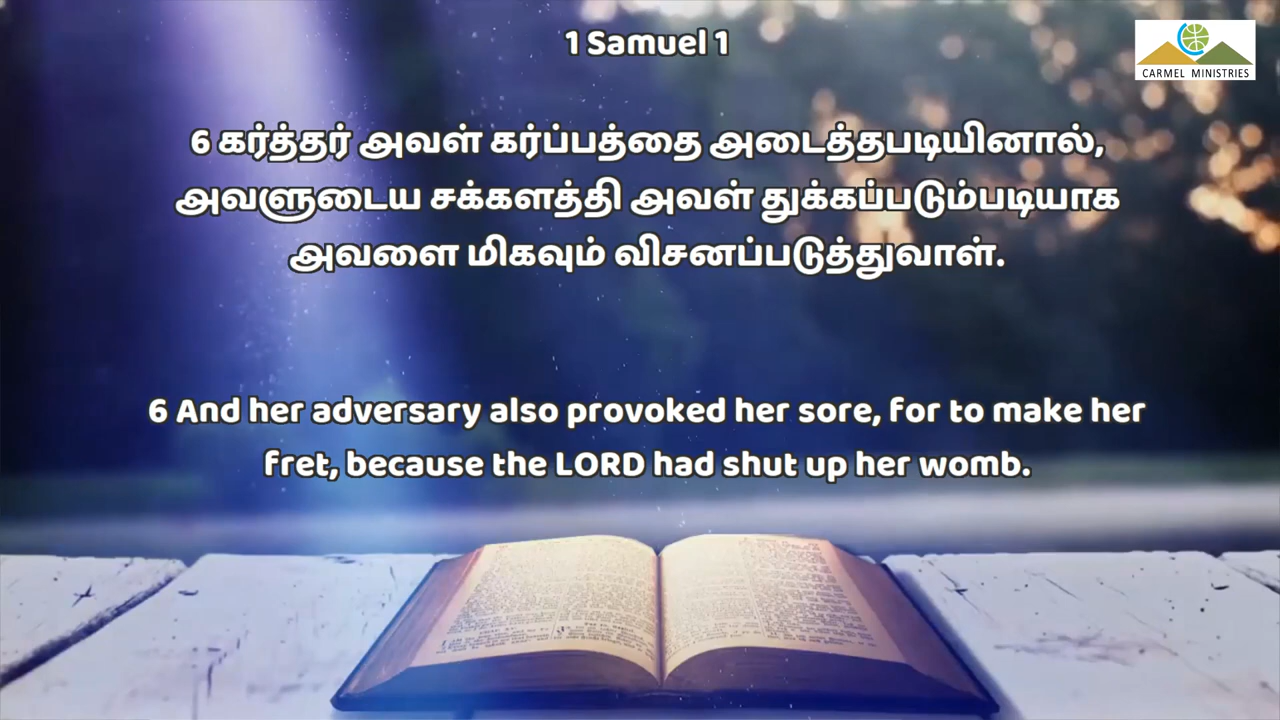 1 Samuel 1
CARMEL MINISTRIES
6 கர்த்தர் அவள் கர்ப்பத்தை அடைத்தபடியினால்,
அவளுடைய சக்களத்தி அவள் துக்கப்படும்படியாக
அவளை மிகவும் விசனப்படுத்துவாள்.
6 And her adversary also provoked her sore, for to make her
fret, because the LORD had shut up her womb.